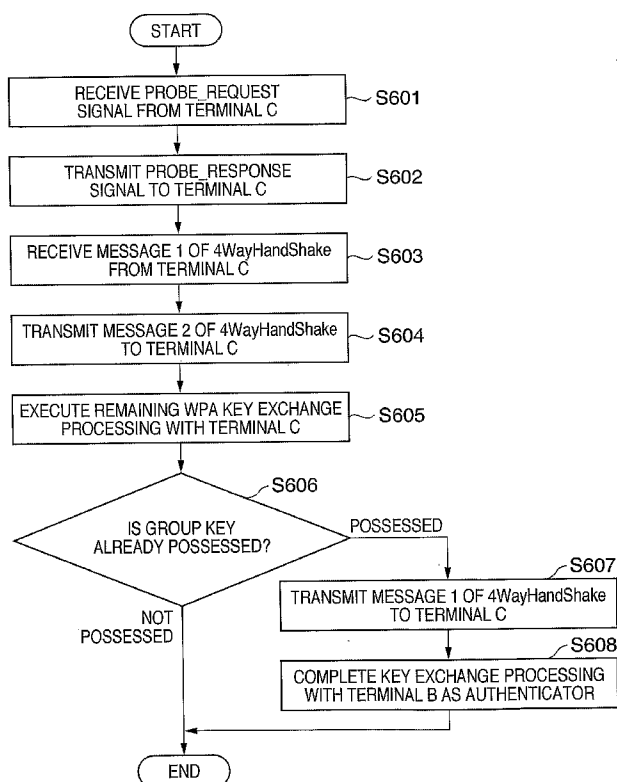 START
RECEIVE PROBE_REQUEST
SIGNAL FROM TERMINAL C
S601
TRANSMIT PROBE_RESPONSE
SIGNAL TO TERMINAL C
S602
RECEIVE MESSAGE 1 OF 4WayHandShake
FROM TERMINAL C
S603
TRANSMIT MESSAGE 2 OF 4WayHandShake
TO TERMINAL C
S604
EXECUTE REMAINING WPA KEY EXCHANGE
PROCESSING WITH TERMINAL C
S605
S606
IS GROUP KEY
ALREADY POSSESSED?
POSSESSED
NOT
POSSESSED
S607
TRANSMIT MESSAGE 1 OF 4WayHandShake
TO TERMINAL C
S608
COMPLETE KEY EXCHANGE PROCESSING
WITH TERMINAL B AS AUTHENTICATOR
END